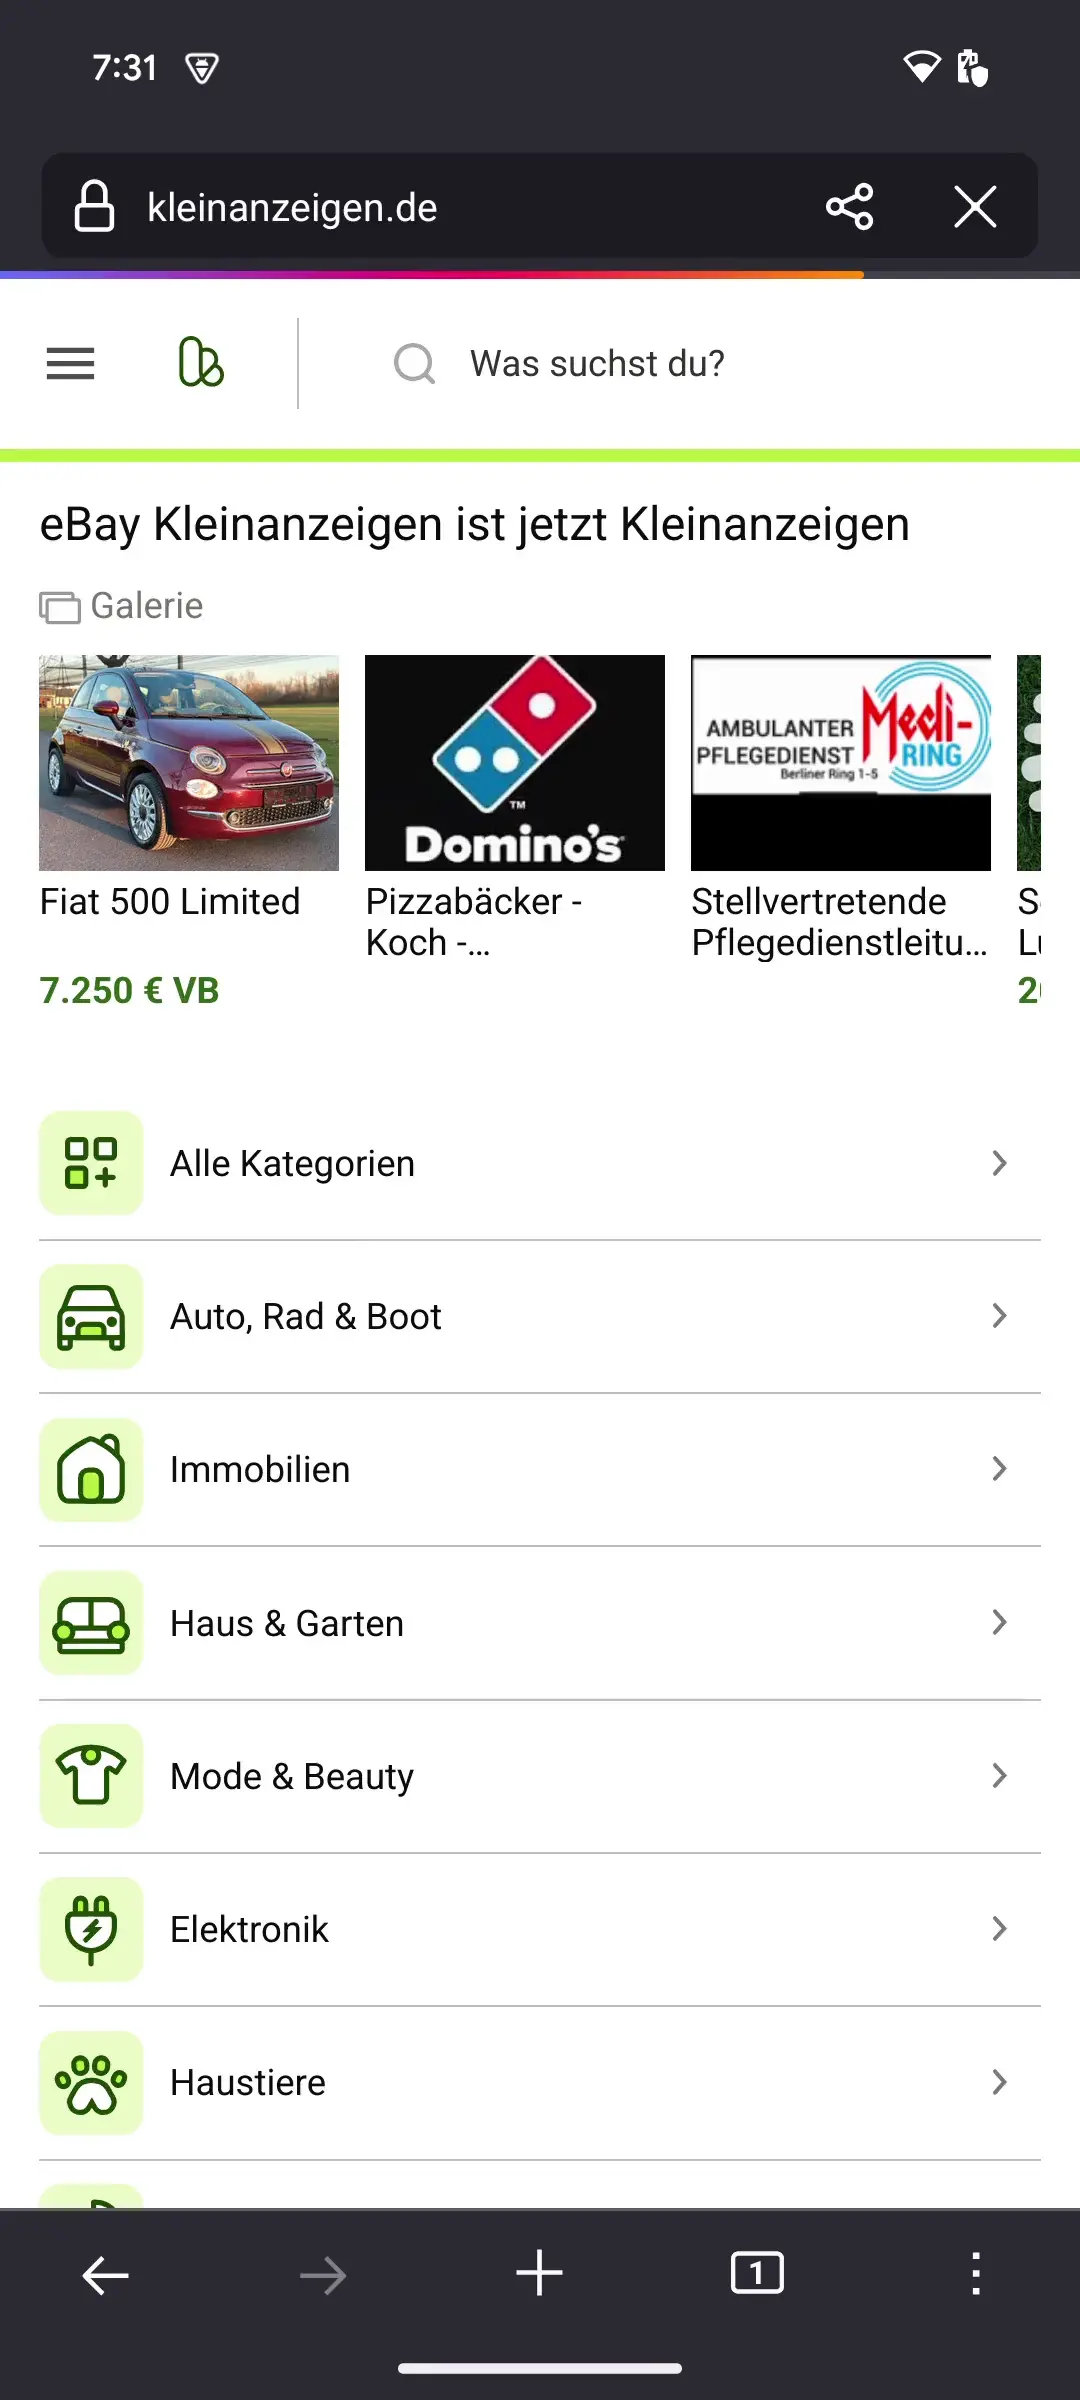 7:31
kleinanzeigen.de
Was suchst du?
eBay Kleinanzeigen ist jetzt Kleinanzeigen
Galerie
TM
Domino's
AMBULANTER
PFLEGEDIENST
Medi-
RING
Berliner Ring 1-5
Fiat 500 Limited
7.250 € VB
Pizzabäcker -
Koch -...
Stellvertretende
Pflegedienstleitu...
Alle Kategorien
Auto, Rad & Boot
Immobilien
Haus & Garten
Mode & Beauty
Elektronik
Haustiere
1